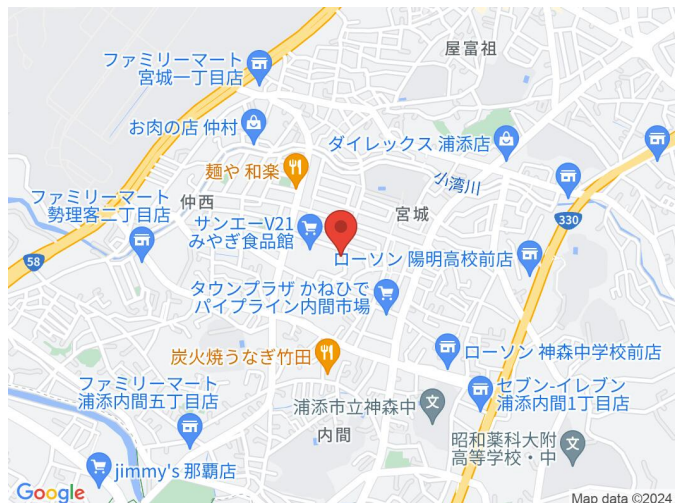 屋富祖
ファミリーマート
宮城一丁目店
お肉の店 仲村
ダイレックス 浦添店
麺や 和楽
小湾川
ファミリーマート
勢理客二丁目店
仲西
宮城
サンエーV21
みやぎ食品館
330
58
ローソン 陽明高校前店
タウンプラザ かねひで
パイプライン内間市場
炭火焼うなぎ竹田
ローソン 神森中学校前店
ファミリーマート
浦添内間五丁目店
セブン-イレブン
浦添内間1丁目店
浦添市立神森中
内間
昭和薬科大附
高等学校・中
jimmy's 那覇店
Google
Map data ©2024